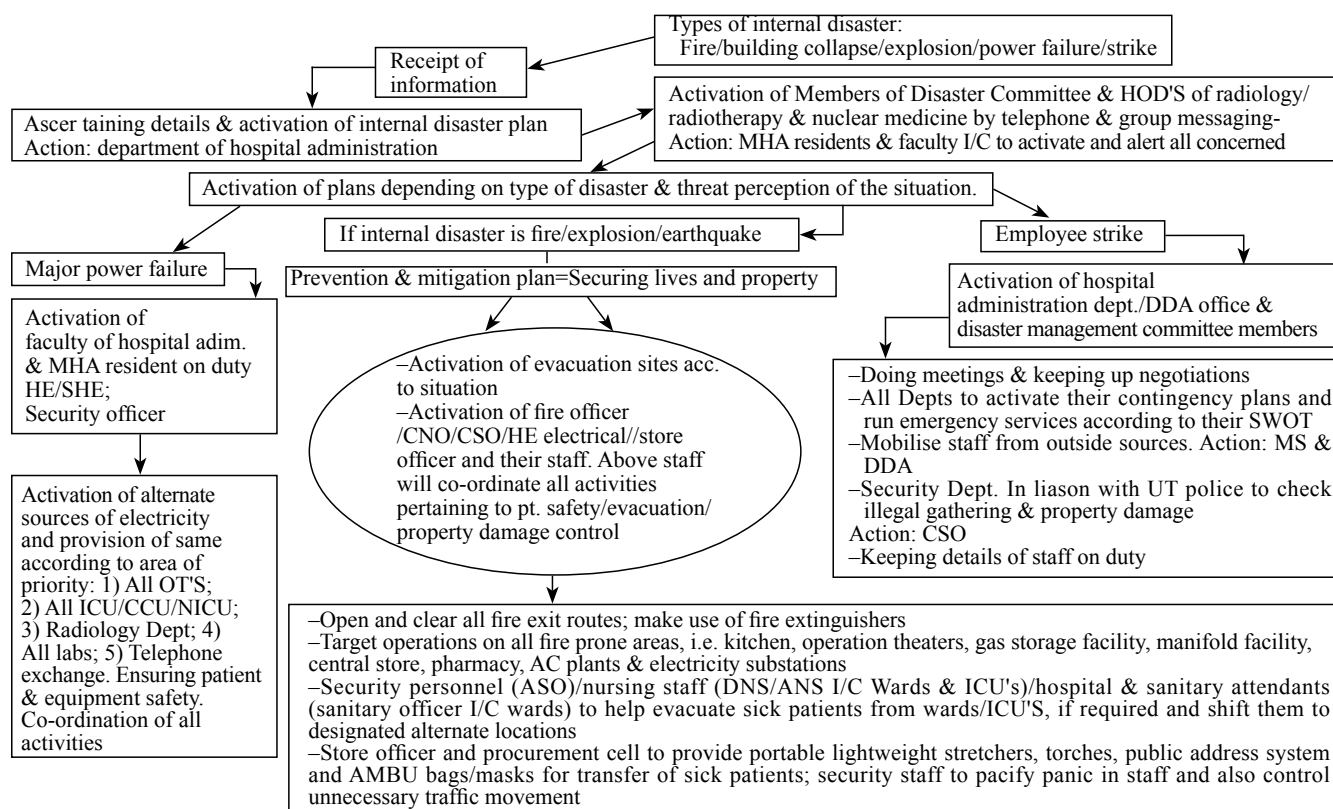 Types of internal disaster:
Fire/building collapse/explosion/power failure/strike
Receipt of
information
Ascer taining details & activation of internal disaster plan
Action: department of hospital administration
Activation of Members of Disaster Committee & HOD'S of radiology/
radiotherapy & nuclear medicine by telephone & group messaging-
Action: MHA residents & faculty I/C to activate and alert all concerned
Activation of plans depending on type of disaster & threat perception of the situation.
Major power failure
Activation of
faculty of hospital adim.
& MHA resident on duty
HE/SHE;
Security officer
Activation of alternate
sources of electricity
and provision of same
according to area of
priority: 1) All OT'S;
2) All ICU/CCU/NICU;
3) Radiology Dept; 4)
All labs; 5) Telephone
exchange. Ensuring patient
& equipment safety.
Co-ordination of all
activities
If internal disaster is fire/explosion/earthquake
Prevention & mitigation plan=Securing lives and property
–Activation of evacuation sites acc.
to situation
–Activation of fire officer
/CNO/CSO/HE electrical//store
officer and their staff. Above staff
will co-ordinate all activities
pertaining to pt. safety/evacuation/
property damage control
–Open and clear all fire exit routes; make use of fire extinguishers
–Target operations on all fire prone areas, i.e. kitchen, operation theaters, gas storage facility, manifold facility,
central store, pharmacy, AC plants & electricity substations
–Security personnel (ASO)/nursing staff (DNS/ANS I/C Wards & ICU's)/hospital & sanitary attendants
(sanitary officer I/C wards) to help evacuate sick patients from wards/ICU'S, if required and shift them to
designated alternate locations
–Store officer and procurement cell to provide portable lightweight stretchers, torches, public address system
and AMBU bags/masks for transfer of sick patients; security staff to pacify panic in staff and also control
unnecessary traffic movement
Employee strike
Activation of hospital
administration dept./DDA office &
disaster management committee members
–Doing meetings & keeping up negotiations
–All Depts to activate their contingency plans and
run emergency services according to their SWOT
–Mobilise staff from outside sources. Action: MS &
DDA
–Security Dept. In liason with UT police to check
illegal gathering & property damage
Action: CSO
–Keeping details of staff on duty